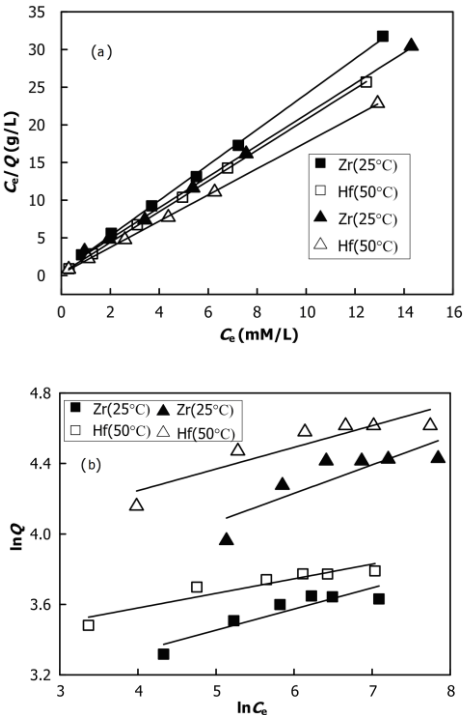 35
30
25
20
15
10
5
0
Ce/Q (g/L)
(a)
■ Zr(25°C)
□ Hf(50°C)
▲ Zr(25°C)
△ Hf(50°C)
0 2 4 6 8 10 12 14 16
Ce (mM/L)
4.8
4.4
4.0
3.6
3.2
lnQ
■ Zr(25°C) ▲ Zr(25°C)
□ Hf(50°C) △ Hf(50°C)
(b)
3 4 5 6 7 8
lnCe